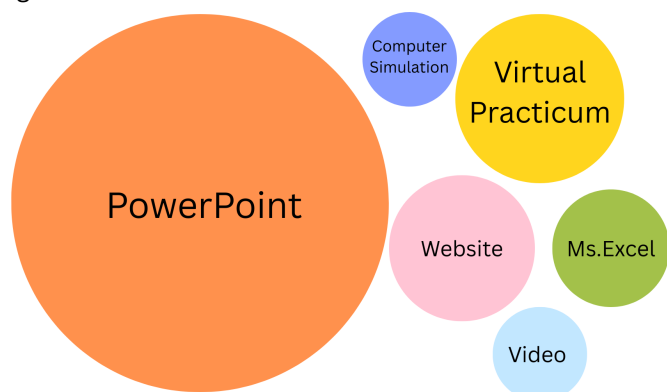 PowerPoint
Computer
Simulation
Virtual
Practicum
Website
Ms.Excel
Video